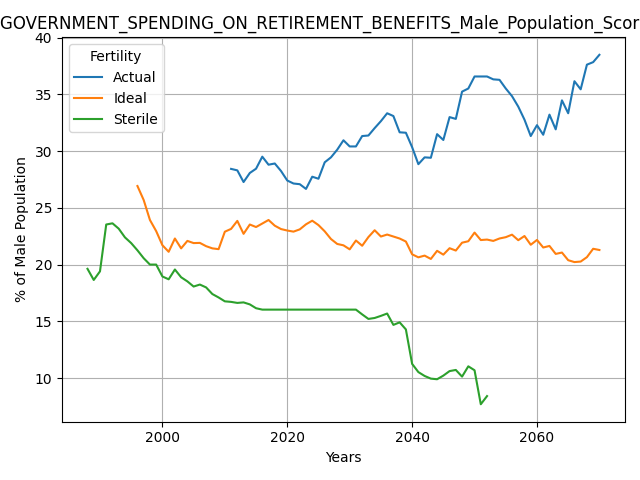 GOVERNMENT_SPENDING_ON_RETIREMENT_BENEFITS_Male_Population_Scor
Fertility
Actual
Ideal
Sterile
% of Male Population
40
35
30
25
20
15
10
2000 2020 2040 2060
Years